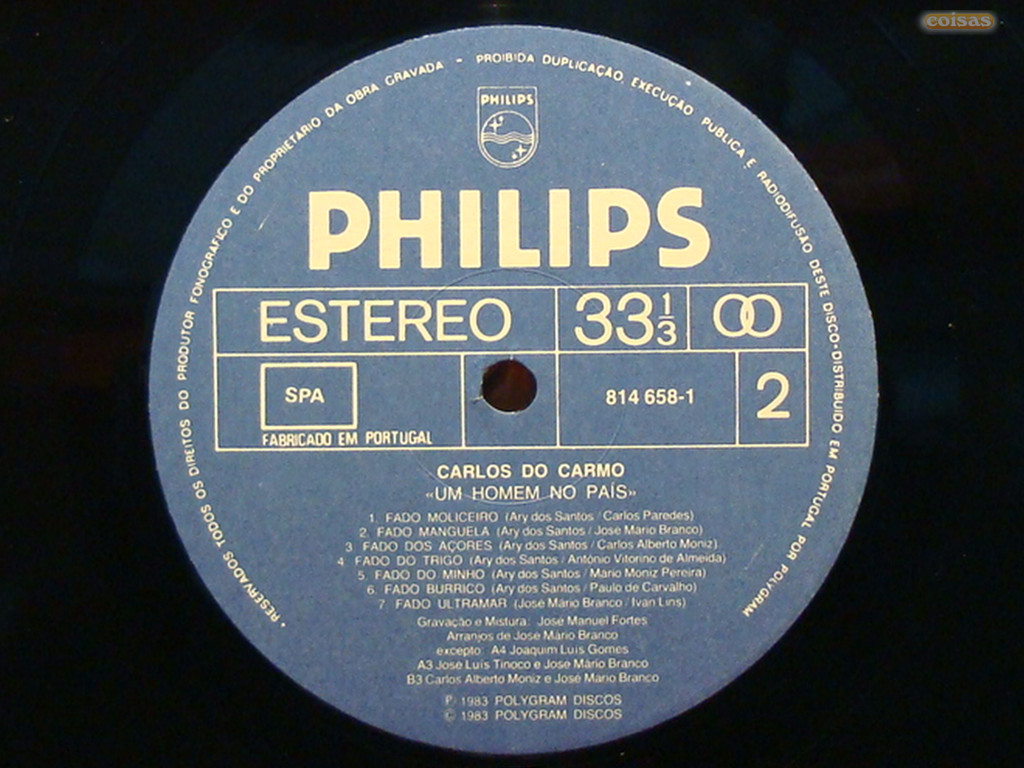 coisas
• RESERVADOS TODOS OS DIREITOS DO PRODUTOR FONOGRÁFICO E DO PROPRIETÁRIO DA OBRA GRAVADA - PROIBIDA DUPLICAÇÃO, EXECUÇÃO PUBLICA E RADIODIFUSÃO DESTE DISCO-DISTRIBUIDO EM PORTUGAL POR POLYGRAM
PHILIPS
PHILIPS
ESTEREO 33 1/3
SPA 814 658-1 2
FABRICADO EM PORTUGAL
CARLOS DO CARMO
«UM HOMEM NO PAÍS»
1. FADO MOLICEIRO (Ary dos Santos / Carlos Paredes)
2. FADO MANGUELA (Ary dos Santos / José Mário Branco)
3 FADO DOS AÇORES (Ary dos Santos / Carlos Alberto Moniz)
4 FADO DO TRIGO (Ary dos Santos / António Vitorino de Almeida)
5. FADO DO MINHO (Ary dos Santos / Mário Moniz Pereira)
6. FADO BURRICO (Ary dos Santos / Paulo de Carvalho)
7. FADO ULTRAMAR (José Mário Branco / Ivan Lins)
Gravação e Mistura: José Manuel Fortes
Arranjos de José Mário Branco
excepto: A4 Joaquim Luis Gomes
A3 José Luís Tinoco e José Mário Branco
B3 Carlos Alberto Moniz e José Mário Branco
℗ 1983 POLYGRAM DISCOS
© 1983 POLYGRAM DISCOS